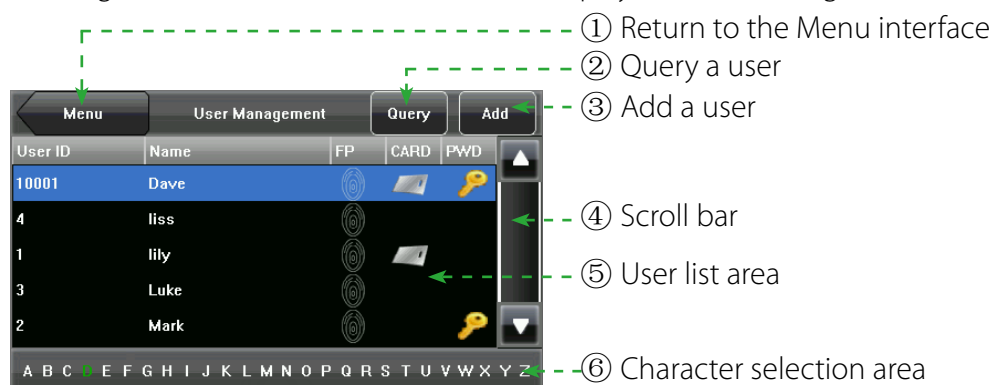 ① Return to the Menu interface
② Query a user
③ Add a user
Menu User Management Query Add
User ID Name FP CARD PWD
10001 Dave
4 liss
④ Scroll bar
1 lily
⑤ User list area
3 Luke
2 Mark
A B C D E F G H I J K L M N O P Q R S T U V W X Y Z
⑥ Character selection area